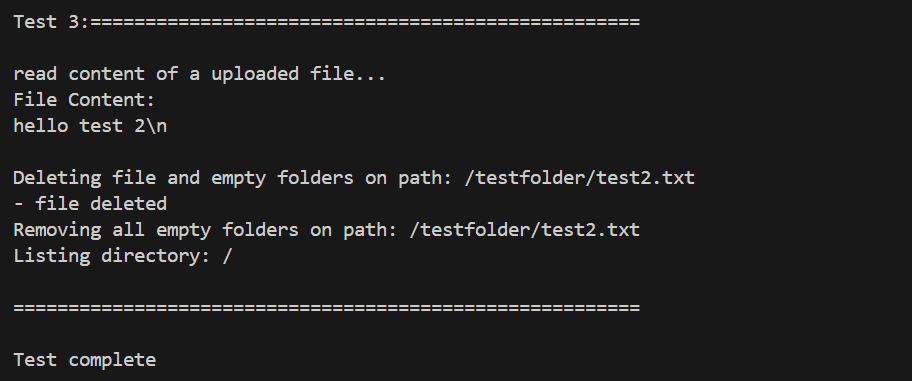 Test 3:==================================================

read content of a uploaded file...
File Content:
hello test 2\n

Deleting file and empty folders on path: /testfolder/test2.txt
- file deleted
Removing all empty folders on path: /testfolder/test2.txt
Listing directory: /

=========================================================

Test complete